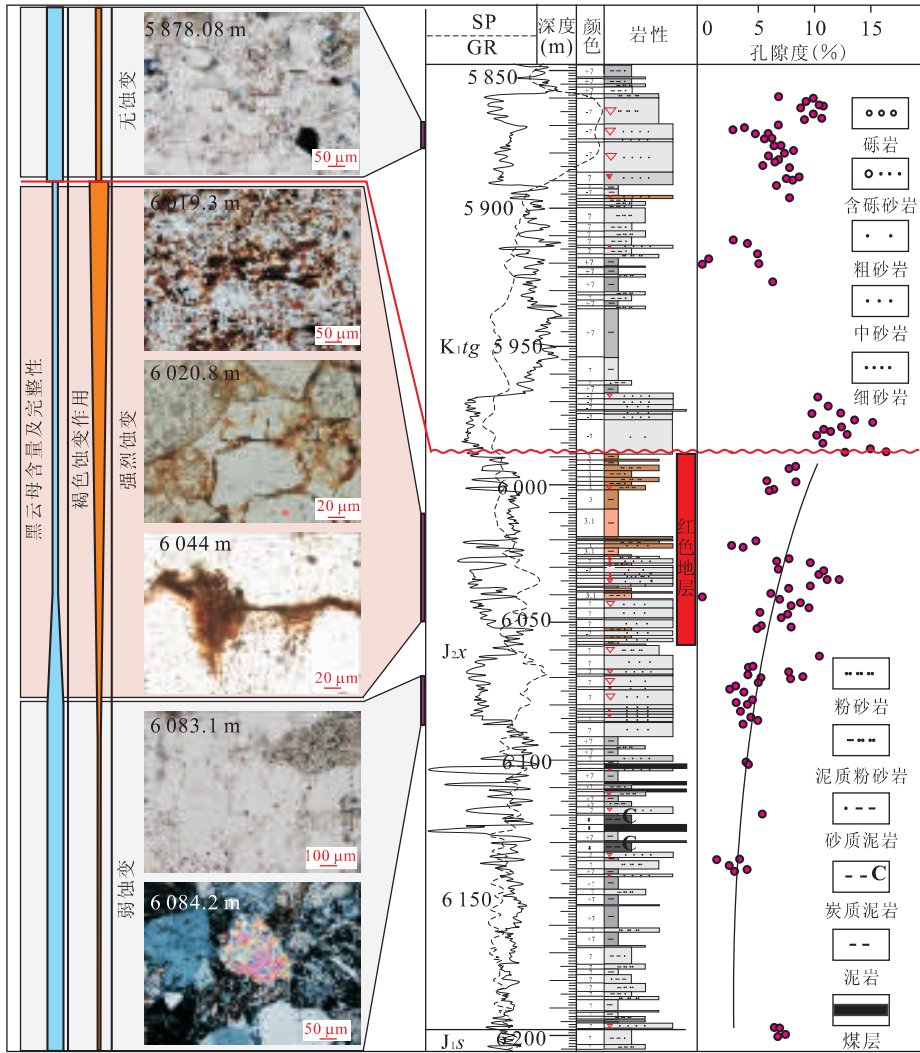 黑云母含量及完整性
褐色蚀变作用
无蚀变
强烈蚀变
弱蚀变
5 878.08 m
50 μm
6 019.3 m
50 μm
6 020.8 m
20 μm
6 044 m
20 μm
6 083.1 m
100 μm
6 084.2 m
50 μm
SP
GR
深度
(m)
颜色
岩性
0 5 10 15
孔隙度(%)
5 850
5 900
5 950
6 000
6 050
6 100
6 150
6 200
K₁tg
J₂x
J₁s
红色地层
C
C
砾岩
含砾砂岩
粗砂岩
中砂岩
细砂岩
粉砂岩
泥质粉砂岩
砂质泥岩
C
炭质泥岩
泥岩
煤层